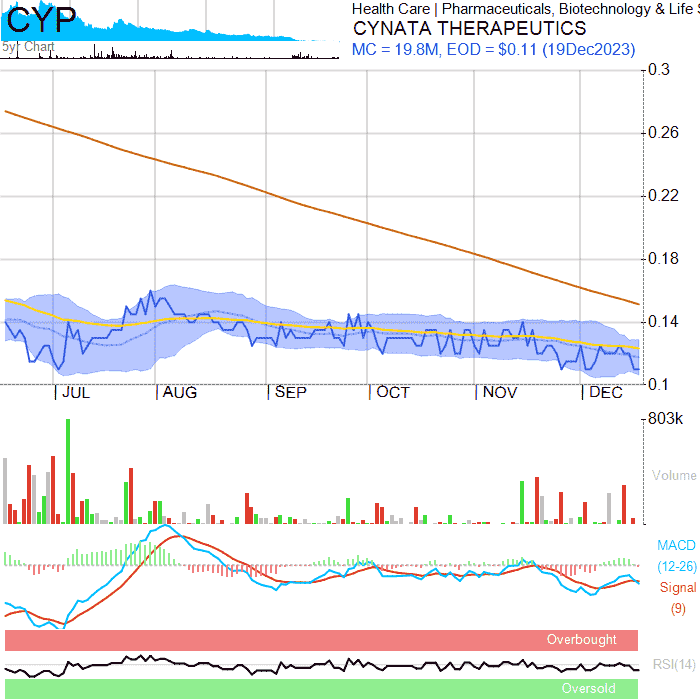 CYP
5yr Chart
Health Care | Pharmaceuticals, Biotechnology & Life S
CYNATA THERAPEUTICS
MC = 19.8M, EOD = $0.11 (19Dec2023)
0.3
0.26
0.22
0.18
0.14
0.1
JUL AUG SEP OCT NOV DEC
803k
Volume
MACD
(12-26)
Signal
(9)
Overbought
RSI(14)
Oversold